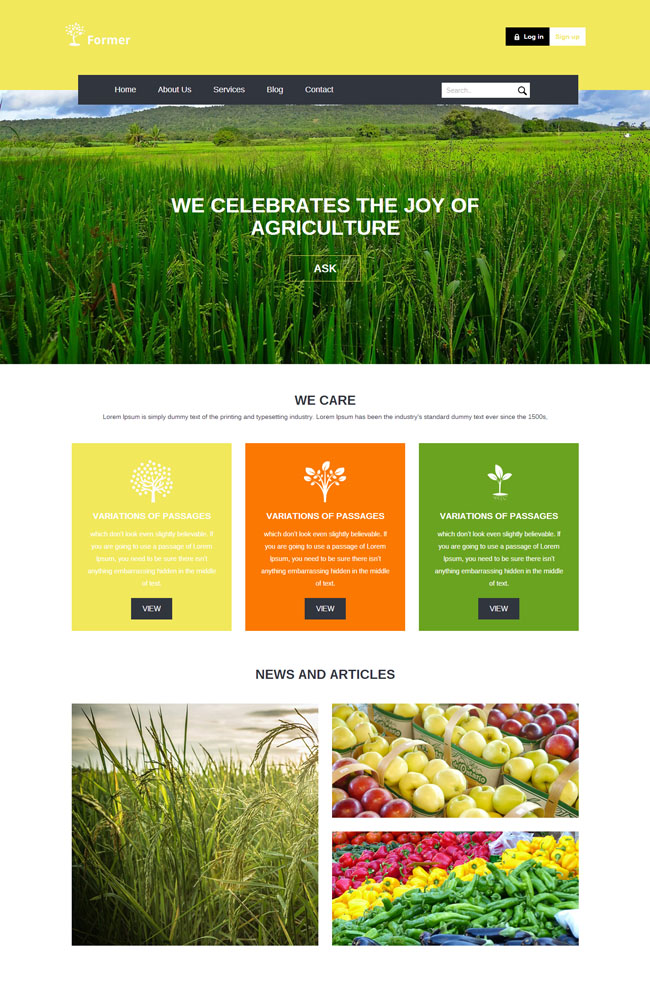 Former
Log in
Sign up
Home
About Us
Services
Blog
Contact
Search...
WE CELEBRATES THE JOY OF
AGRICULTURE
ASK
WE CARE
Lorem Ipsum is simply dummy text of the printing and typesetting industry. Lorem Ipsum has been the industry's standard dummy text ever since the 1500s,
VARIATIONS OF PASSAGES
which don't look even slightly believable. If
you are going to use a passage of Lorem
Ipsum, you need to be sure there isn't
anything embarrassing hidden in the middle
of text.
VIEW
VARIATIONS OF PASSAGES
which don't look even slightly believable. If
you are going to use a passage of Lorem
Ipsum, you need to be sure there isn't
anything embarrassing hidden in the middle
of text.
VIEW
VARIATIONS OF PASSAGES
which don't look even slightly believable. If
you are going to use a passage of Lorem
Ipsum, you need to be sure there isn't
anything embarrassing hidden in the middle
of text.
VIEW
NEWS AND ARTICLES